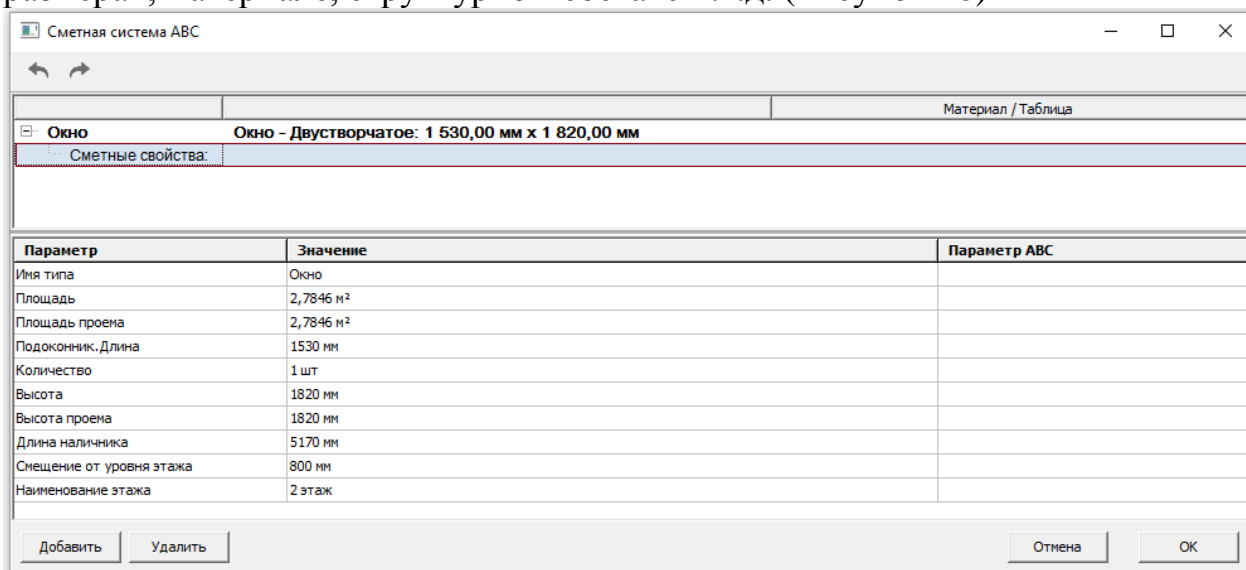 Сметная система ABC
Материал / Таблица
Окно Окно - Двустворчатое: 1 530,00 мм x 1 820,00 мм
Сметные свойства:
Параметр Значение Параметр ABC
Имя типа Окно
Площадь 2,7846 м²
Площадь проема 2,7846 м²
Подоконник.Длина 1530 мм
Количество 1 шт
Высота 1820 мм
Высота проема 1820 мм
Длина наличника 5170 мм
Смещение от уровня этажа 800 мм
Наименование этажа 2 этаж
Добавить Удалить Отмена ОК